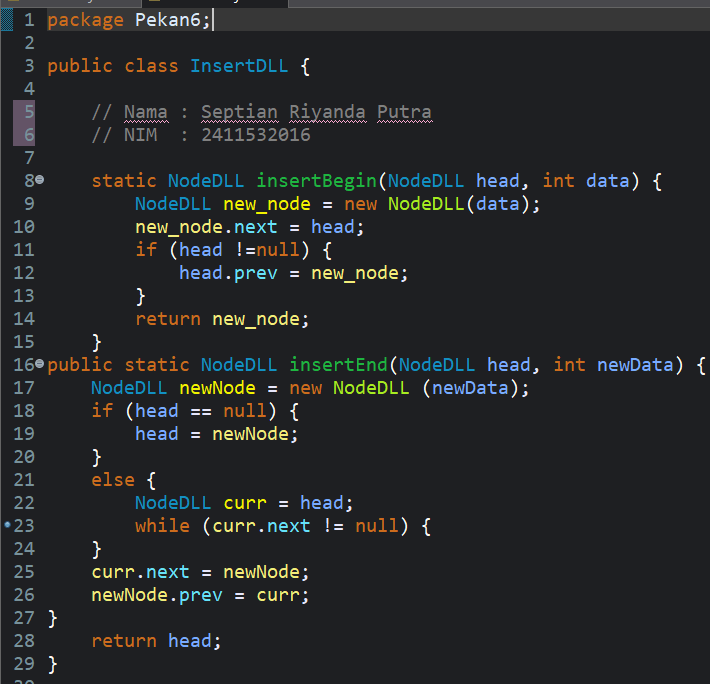 1 package Pekan6;
2
3 public class InsertDLL {
4
5     // Nama : Septian Riyanda Putra
6     // NIM  : 2411532016
7
8     static NodeDLL insertBegin(NodeDLL head, int data) {
9         NodeDLL new_node = new NodeDLL(data);
10         new_node.next = head;
11         if (head !=null) {
12             head.prev = new_node;
13         }
14         return new_node;
15     }
16 public static NodeDLL insertEnd(NodeDLL head, int newData) {
17     NodeDLL newNode = new NodeDLL (newData);
18     if (head == null) {
19         head = newNode;
20     }
21     else {
22         NodeDLL curr = head;
23         while (curr.next != null) {
24     }
25     curr.next = newNode;
26     newNode.prev = curr;
27 }
28     return head;
29 }